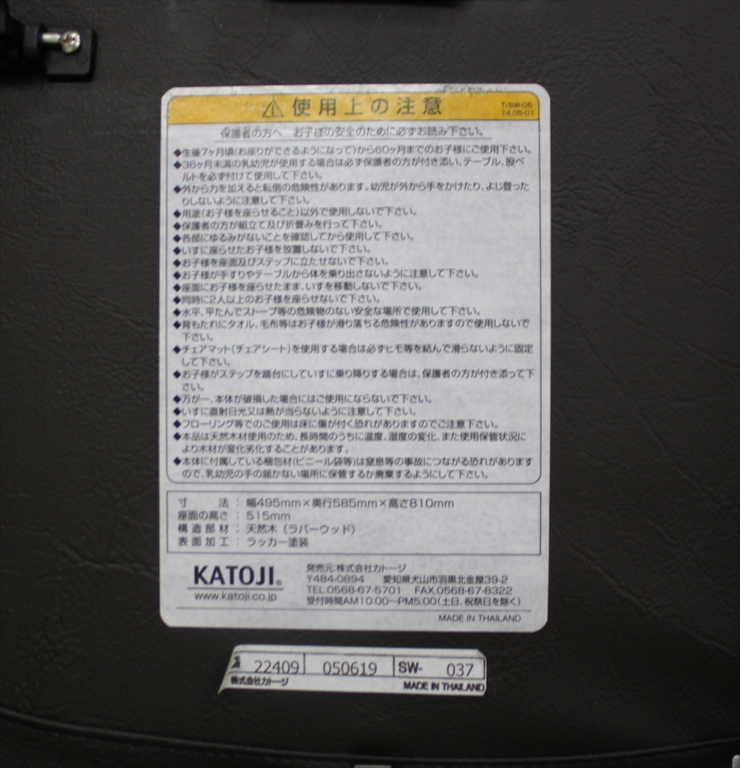 ⚠使用上の注意
T/SW-05
14.05-01
保護者の方へ　お子様の安全のために必ずお読み下さい。
◆生後7ヶ月頃(お座りができるようになって)から60ヶ月までのお子様にご使用下さい。
◆36ヶ月未満の乳幼児が使用する場合は必ず保護者の方が付き添い、テーブル、股ベ
ルトを必ず付けて使用して下さい。
◆外から力を加えると転倒の危険性があります。幼児が外から手をかけたり、よじ登った
りしないように注意して下さい。
◆用途(お子様を座らせること)以外で使用しないで下さい。
◆保護者の方が組立て及び折畳みを行って下さい。
◆各部にゆるみがないことを確認してから使用して下さい。
◆いすに座らせたお子様を放置しないで下さい。
◆お子様を座面及びステップに立たせないで下さい。
◆お子様が手すりやテーブルから体を乗り出さないように注意して下さい。
◆座面にお子様を座らせたまま、いすを移動しないで下さい。
◆同時に2人以上のお子様を座らせないで下さい。
◆水平、平たんでストーブ等の危険物のない安全な場所で使用して下さい。
◆背もたれにタオル、毛布等はお子様が滑り落ちる危険性がありますので使用しないで
下さい。
◆チェアマット(チェアシート)を使用する場合は必ずヒモ等を結んで滑らないように固定
して下さい。
◆お子様がステップを踏台にしていすに乗り降りする場合は、保護者の方が付き添って下
さい。
◆万が一、本体が破損した場合にはご使用にならないで下さい。
◆いすに直射日光又は熱が当らないように注意して下さい。
◆フローリング等でのご使用は床に傷が付く恐れがありますのでご注意下さい。
◆本品は天然木材使用のため、長時間のうちに温度、湿度の変化、また使用保管状況に
より木材が変化劣化することがあります。
◆本体に付属している梱包材(ビニール袋等)は窒息等の事故につながる恐れがあります
ので、乳幼児の手の届かない場所に保管するか廃棄するようにして下さい。
寸　　法：幅495mm×奥行585mm×高さ810mm
座面の高さ：515mm
構造部材：天然木（ラバーウッド）
表面加工：ラッカー塗装
KATOJI®
www.katoji.co.jp
発売元：株式会社カトージ
〒484-0894　愛知県犬山市羽黒北金屋39-2
TEL.0568-67-5701　FAX.0568-67-8322
受付時間AM10:00～PM5:00(土日、祝祭日を除く)
MADE IN THAILAND
22409 050619 SW- 037
株式会社カトージ MADE IN THAILAND